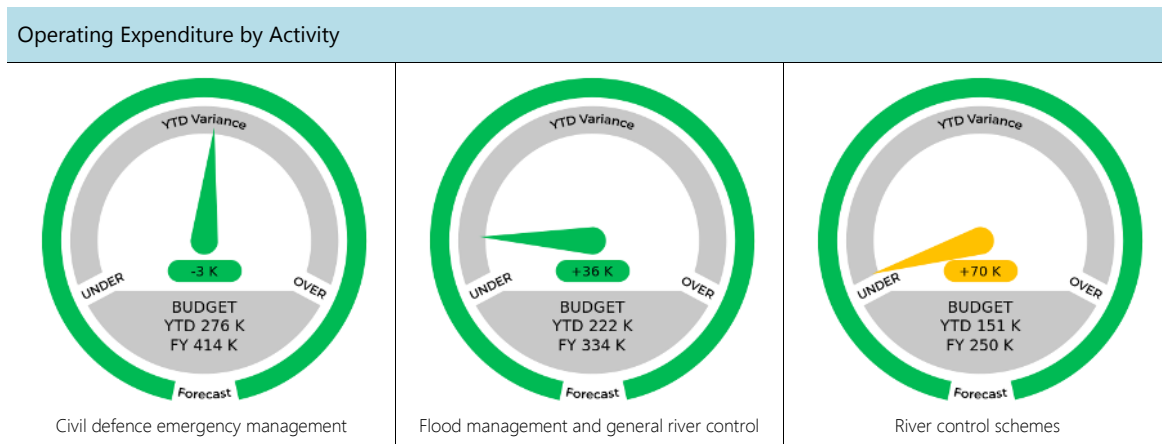 Operating Expenditure by Activity
YTD Variance
-3 K
UNDER
OVER
BUDGET
YTD 276 K
FY 414 K
Forecast
Civil defence emergency management
YTD Variance
+36 K
UNDER
OVER
BUDGET
YTD 222 K
FY 334 K
Forecast
Flood management and general river control
YTD Variance
+70 K
UNDER
OVER
BUDGET
YTD 151 K
FY 250 K
Forecast
River control schemes